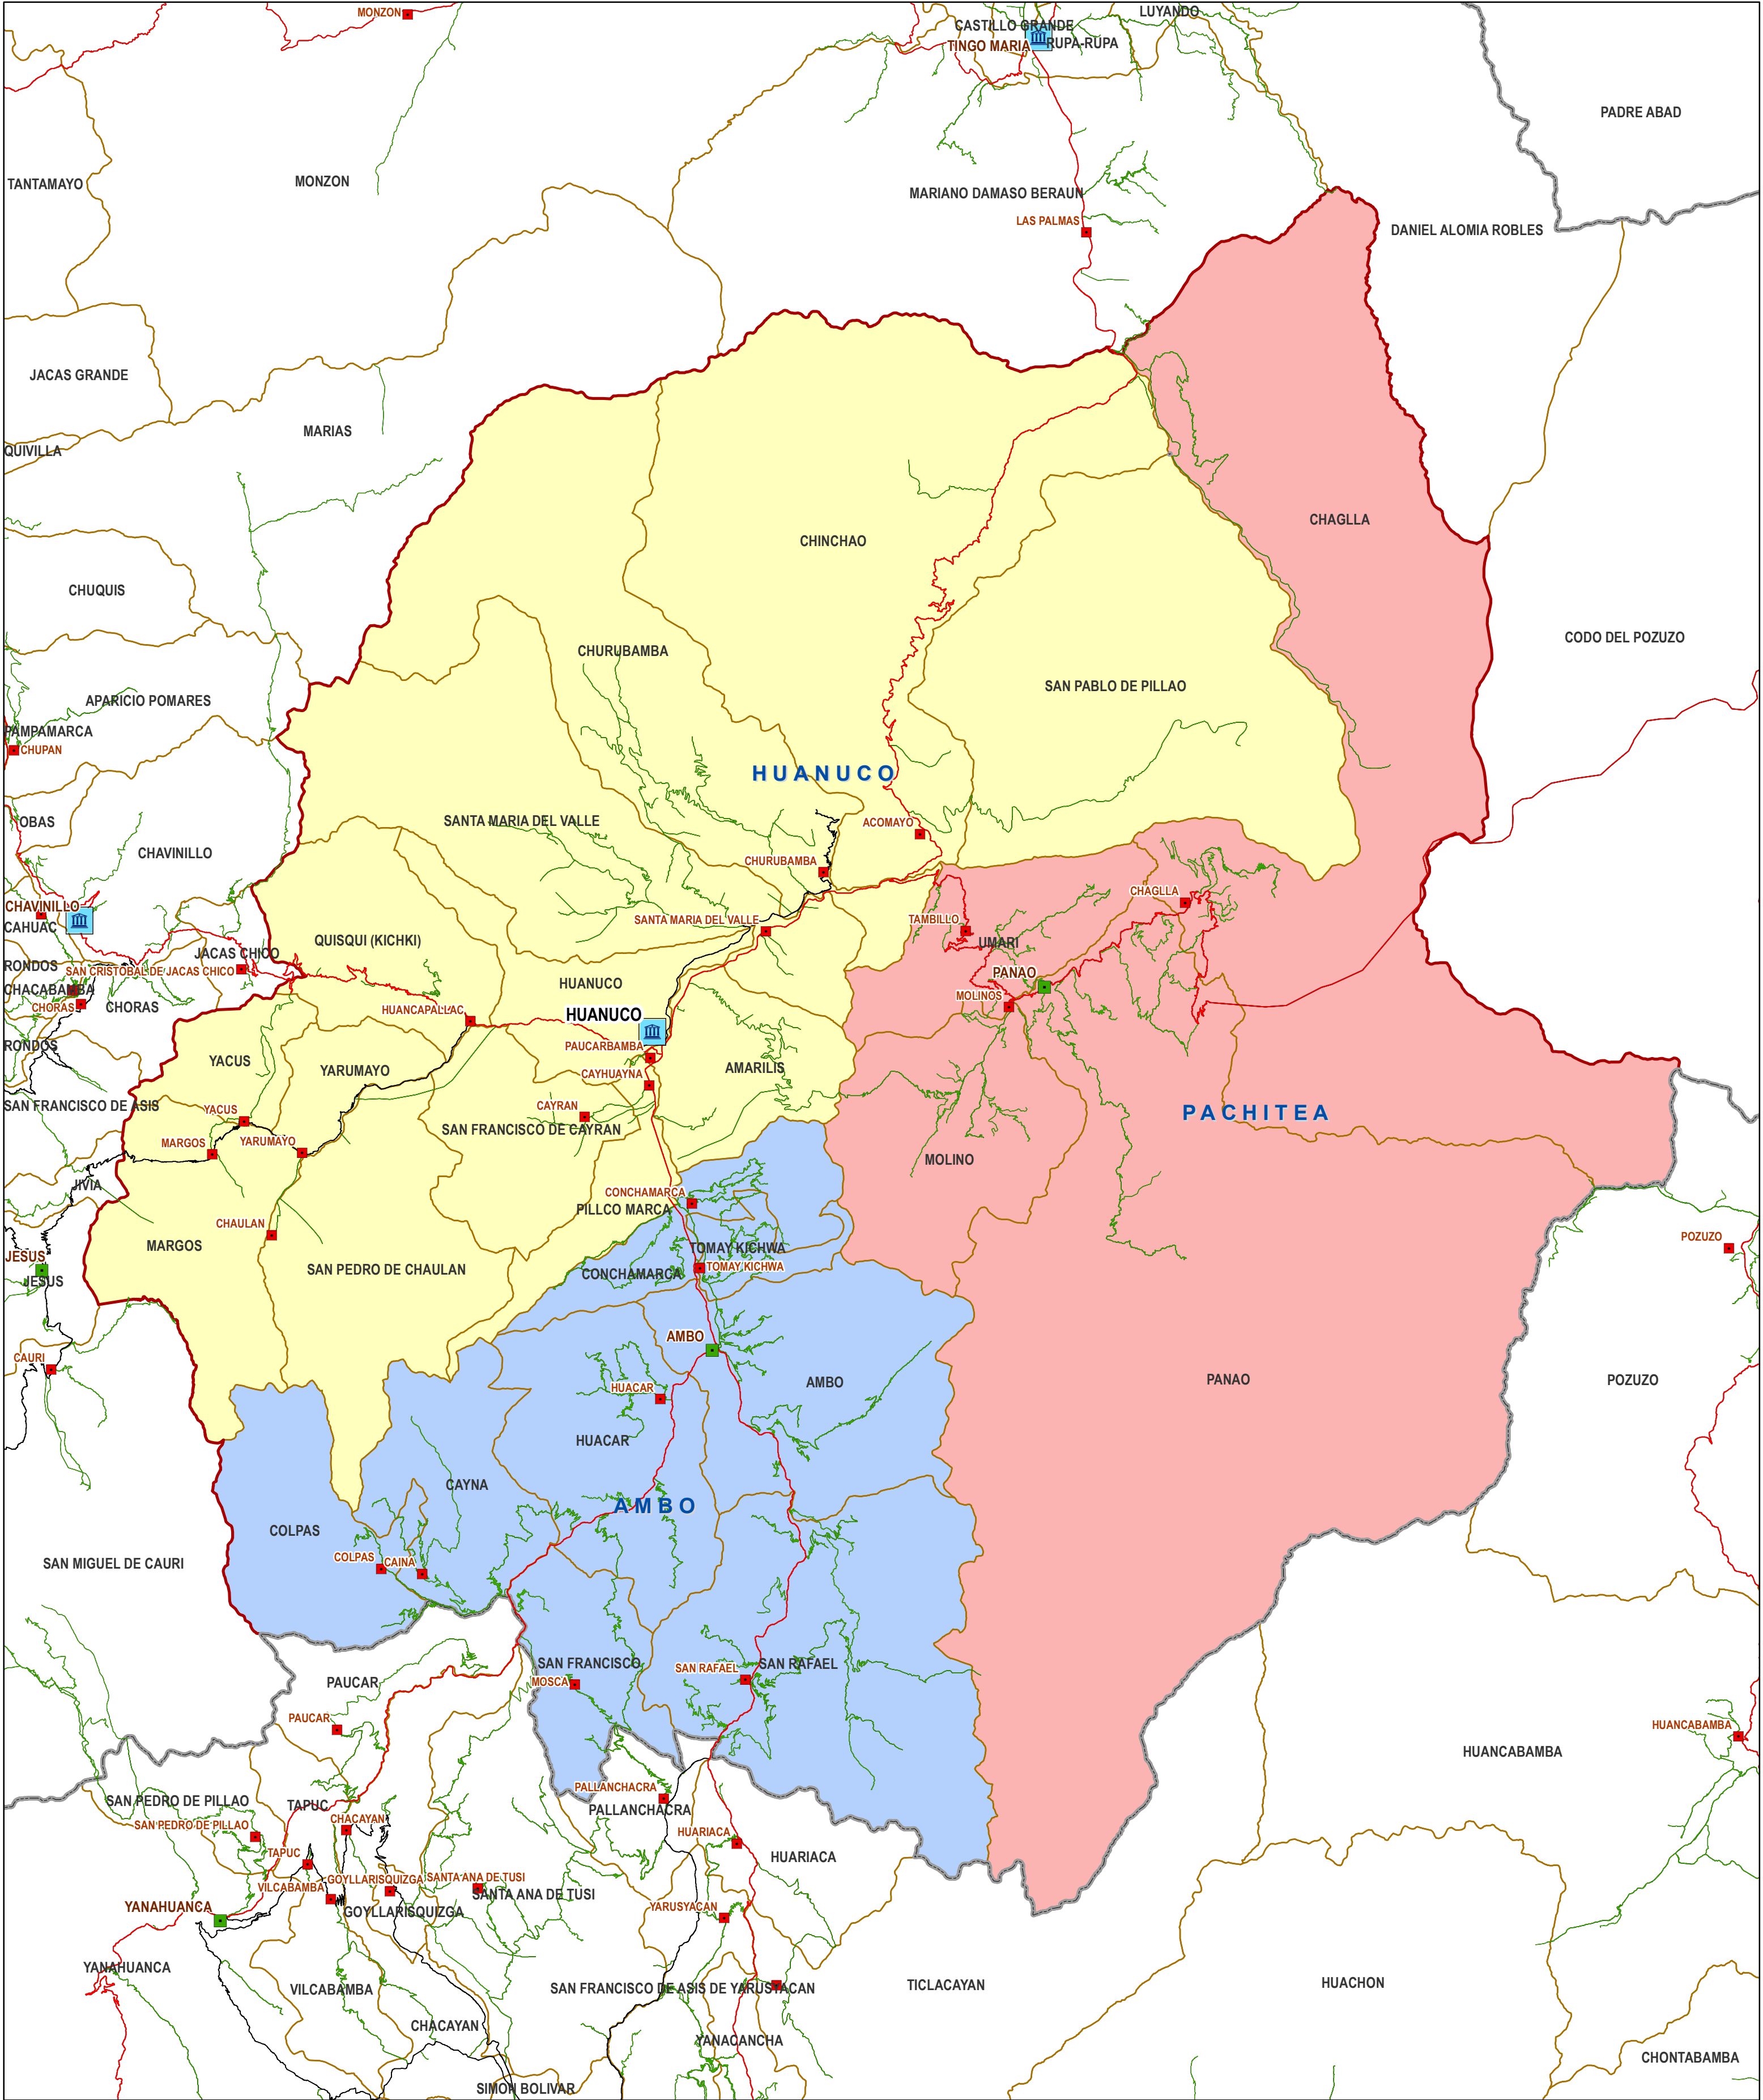 MONZON
LUYANDO
CASTILLO GRANDE
TINGO MARIA
RUPA-RUPA
PADRE ABAD
TANTAMAYO
MONZON
MARIANO DAMASO BERAUN
LAS PALMAS
DANIEL ALOMIA ROBLES
JACAS GRANDE
MARIAS
QUIVILLA
CHAGLLA
CHINCHAO
CHUQUIS
CODO DEL POZUZO
CHURUBAMBA
SAN PABLO DE PILLAO
APARICIO POMARES
PAMPAMARCA
CHUPAN
HUANUCO
OBAS
SANTA MARIA DEL VALLE
ACOMAYO
CHAVINILLO
CHURUBAMBA
CHAGLLA
CHAVINILLO
CAHUAC
SANTA MARIA DEL VALLE
TAMBILLO
QUISQUI (KICHKI)
UMARI
JACAS CHICO
RONDOS
SAN CRISTOBAL DE JACAS CHICO
PANAO
HUANUCO
CHACABAMBA
MOLINOS
CHORAS
CHORAS
HUANCAPALLAC
HUANUCO
RONDOS
PAUCARBAMBA
YACUS
YARUMAYO
CAYHUAYNA
AMARILIS
SAN FRANCISCO DE ASIS
YACUS
CAYRAN
PACHITEA
SAN FRANCISCO DE CAYRAN
MARGOS
YARUMAYO
MOLINO
JIVIA
CONCHAMARCA
PILLCO MARCA
CHAULAN
POZUZO
MARGOS
TOMAY KICHWA
JESUS
TOMAY KICHWA
SAN PEDRO DE CHAULAN
CONCHAMARCA
JESUS
AMBO
CAURI
PANAO
POZUZO
AMBO
HUACAR
HUACAR
CAYNA
AMBO
COLPAS
COLPAS
CAINA
SAN MIGUEL DE CAURI
SAN FRANCISCO
SAN RAFAEL
SAN RAFAEL
MOSCA
PAUCAR
PAUCAR
HUANCABAMBA
HUANCABAMBA
PALLANCHACRA
SAN PEDRO DE PILLAO
TAPUC
PALLANCHACRA
CHACAYAN
SAN PEDRO DE PILLAO
HUARIACA
TAPUC
HUARIACA
GOYLLARISQUIZGA
SANTA ANA DE TUSI
VILCABAMBA
SANTA ANA DE TUSI
YANAHUANCA
GOYLLARISQUIZGA
YARUSYACAN
YANAHUANCA
HUACHON
TICLACAYAN
VILCABAMBA
SAN FRANCISCO DE ASIS DE YARUSYACAN
CHACAYAN
YANACANCHA
CHONTABAMBA
SIMON BOLIVAR